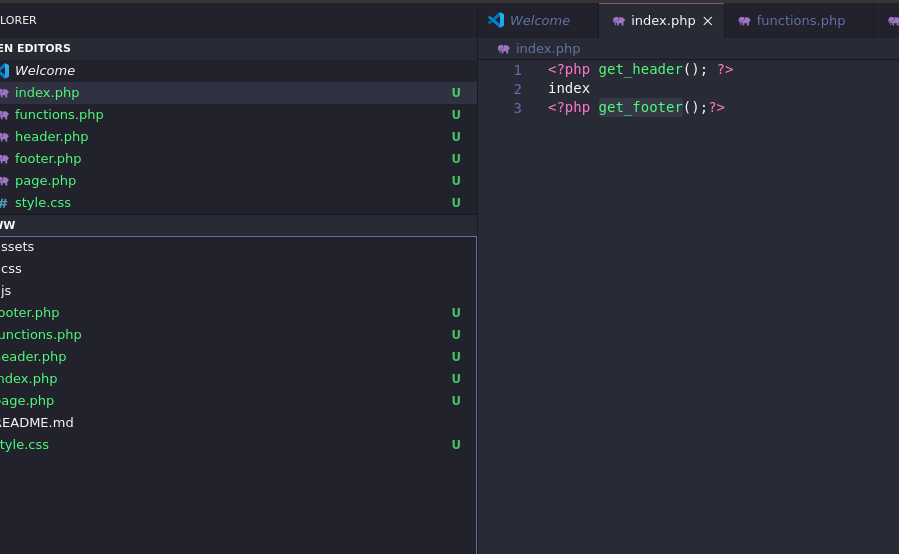 LORER
EN EDITORS
Welcome
index.php U
functions.php U
header.php U
footer.php U
page.php U
# style.css U
WW
ssets
css
js
ooter.php U
unctions.php U
eader.php U
ndex.php U
age.php U
README.md
tyle.css U
Welcome index.php × functions.php
index.php
1 <?php get_header(); ?>
2 index
3 <?php get_footer();?>